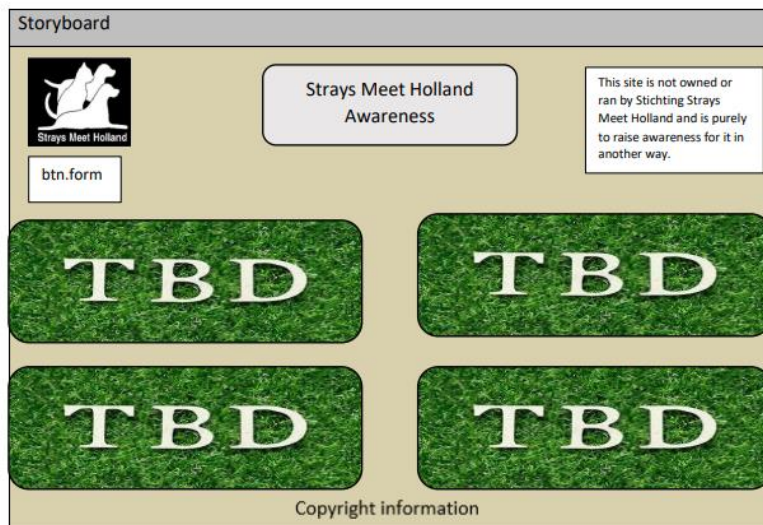 Storyboard
Strays Meet Holland
btn.form
Strays Meet Holland
Awareness
This site is not owned or
ran by Stichting Strays
Meet Holland and is purely
to raise awareness for it in
another way.
TBD
TBD
TBD
TBD
Copyright information